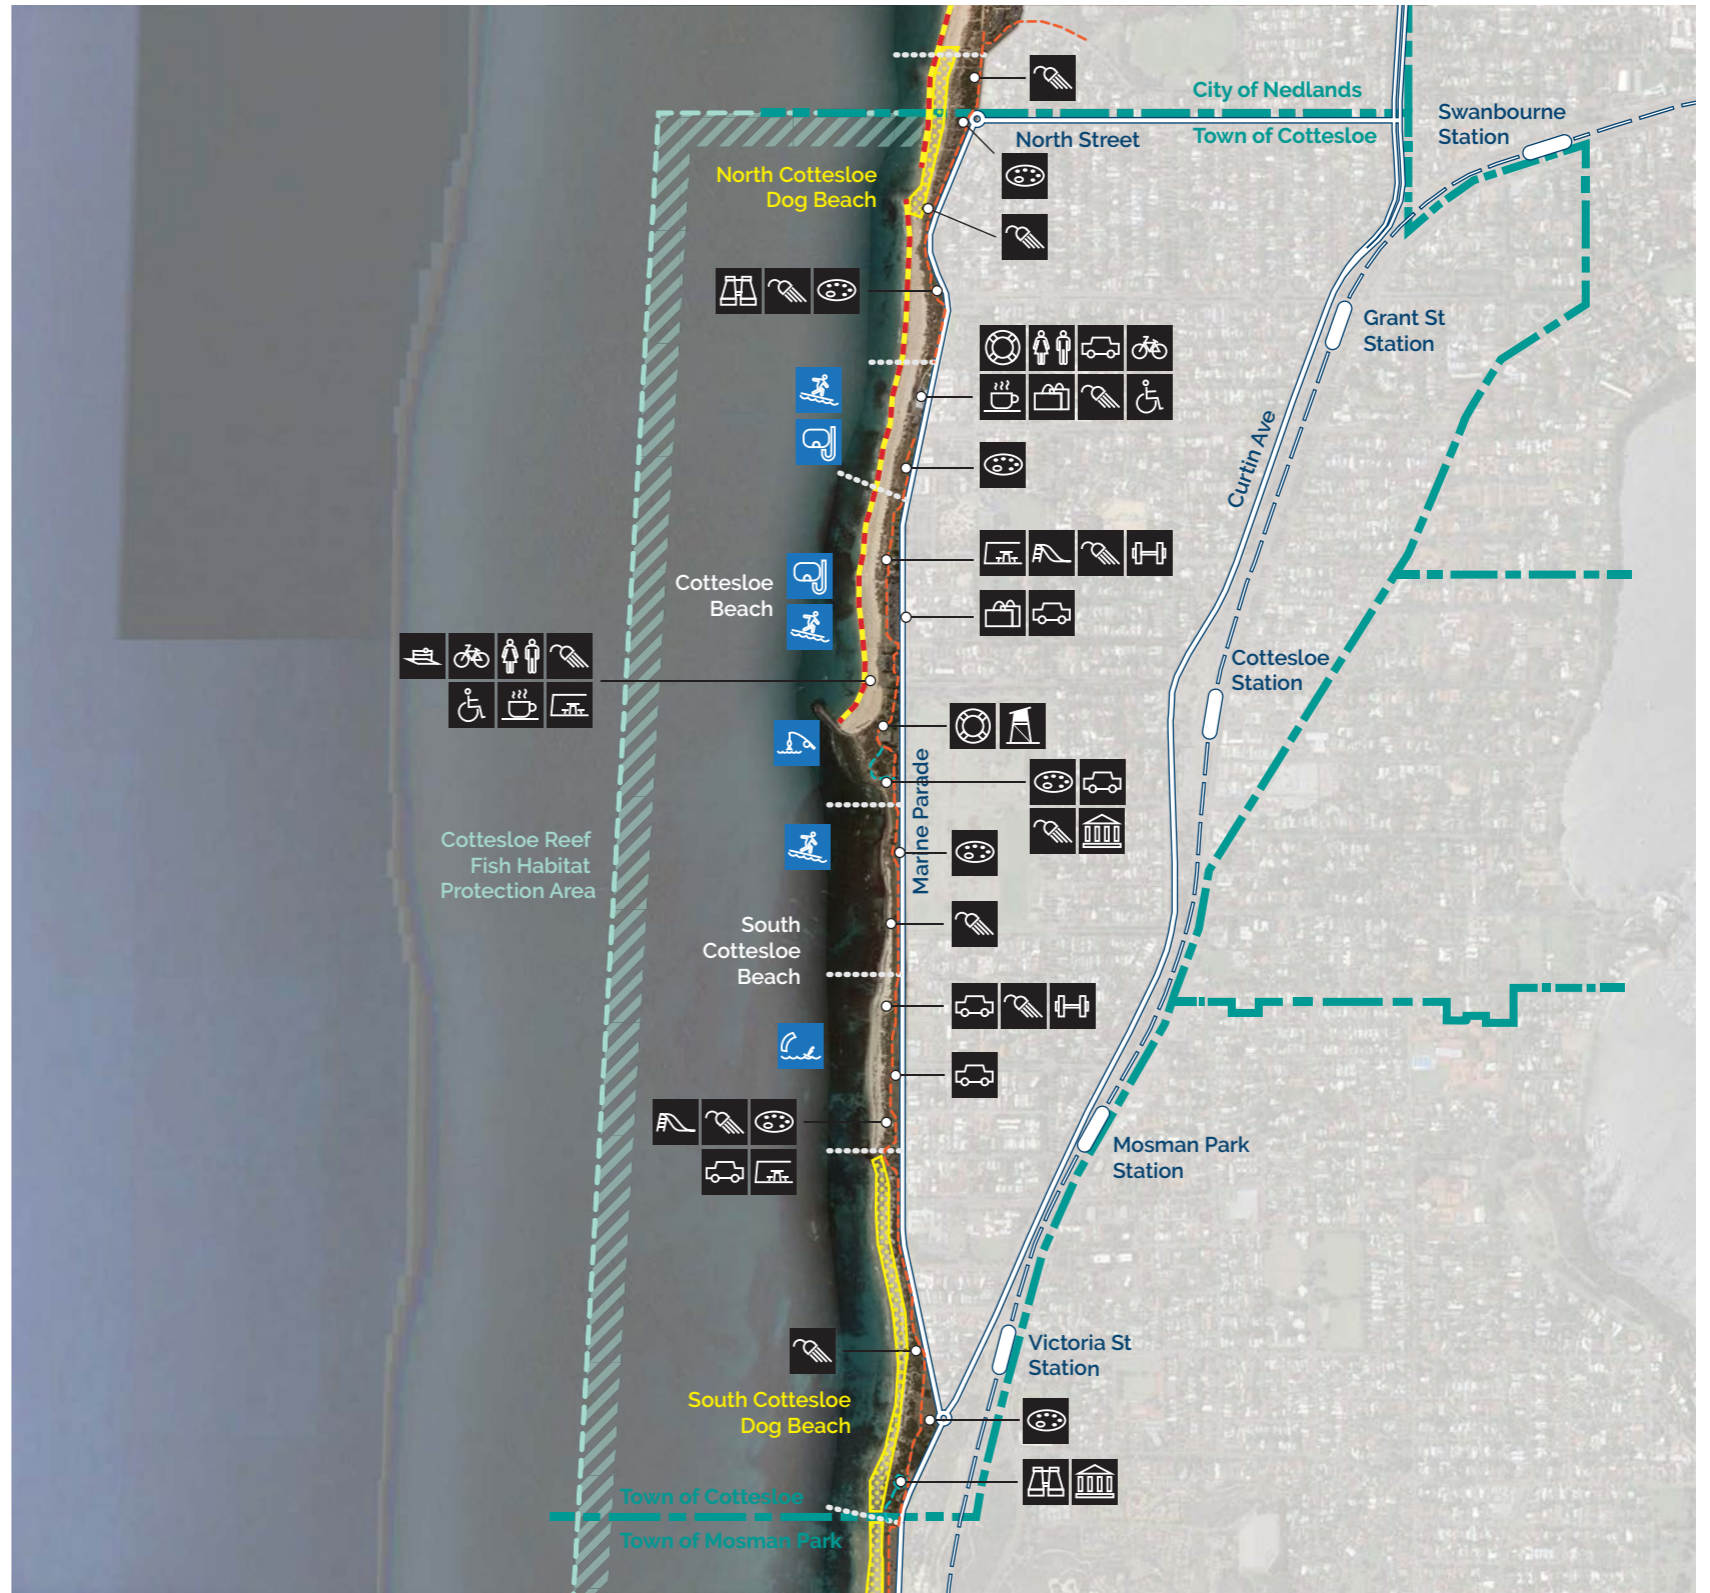 City of Nedlands
Town of Cottesloe
North Street
Swanbourne
Station
North Cottesloe
Dog Beach
Grant St
Station
Curtin Ave
Cottesloe
Beach
Cottesloe
Station
Marine Parade
Cottesloe Reef
Fish Habitat
Protection Area
South
Cottesloe
Beach
Mosman Park
Station
Victoria St
Station
South Cottesloe
Dog Beach
Town of Cottesloe
Town of Mosman Park